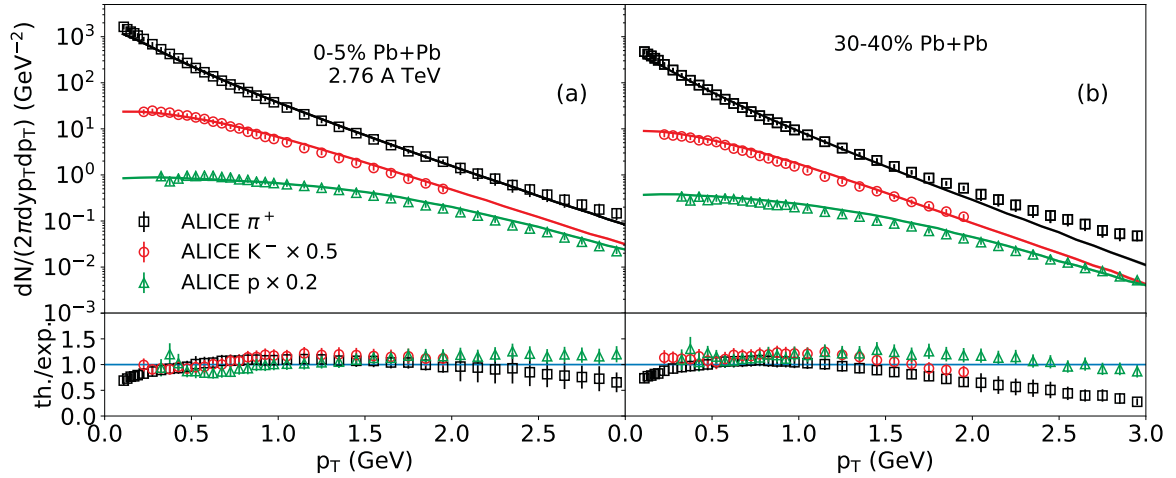 dN/(2πdyp_Tdp_T) (GeV⁻²)
10³
10²
10¹
10⁰
10⁻¹
10⁻²
10⁻³
0-5% Pb+Pb
2.76 A TeV
(a)
ALICE π⁺
ALICE K⁻ × 0.5
ALICE p × 0.2
30-40% Pb+Pb
(b)
th./exp.
1.5
1.0
0.5
0.0
0.0 0.5 1.0 1.5 2.0 2.5 0.0 0.5 1.0 1.5 2.0 2.5 3.0
p_T (GeV) p_T (GeV)